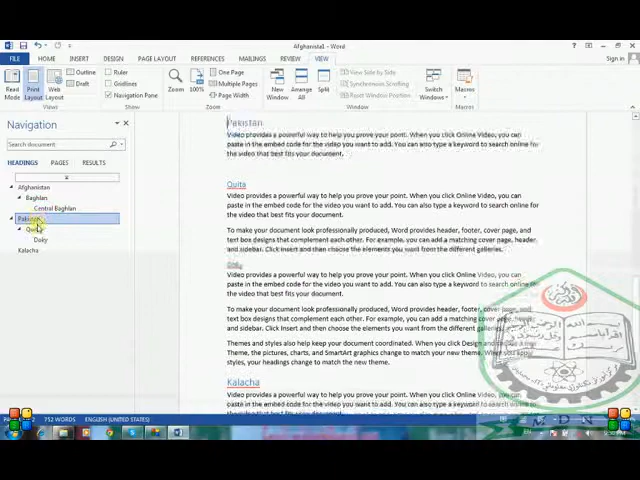 Afghanista1 - Word
Sign in
FILE
HOME
INSERT
DESIGN
PAGE LAYOUT
REFERENCES
MAILINGS
REVIEW
VIEW
Read Mode
Print Layout
Web Layout
Outline
Draft
Views
Ruler
Gridlines
Navigation Pane
Show
Zoom
100%
One Page
Multiple Pages
Page Width
Zoom
New Window
Arrange All
Split
View Side by Side
Synchronous Scrolling
Reset Window Position
Window
Switch Windows
Macros
Macros
Navigation
Search document
HEADINGS
PAGES
RESULTS
Afghanistan
Baghlan
Central Baghlan
Pakistan
Doky
Kalacha
Pakistan
Video provides a powerful way to help you prove your point. When you click Online Video, you can
paste in the embed code for the video you want to add. You can also type a keyword to search online for
the video that best fits your document.
Quita
Video provides a powerful way to help you prove your point. When you click Online Video, you can
paste in the embed code for the video you want to add. You can also type a keyword to search online for
the video that best fits your document.
To make your document look professionally produced, Word provides header, footer, cover page, and
text box designs that complement each other. For example, you can add a matching cover page, header,
and sidebar. Click Insert and then choose the elements you want from the different galleries.
Video provides a powerful way to help you prove your point. When you click Online Video, you can
paste in the embed code for the video you want to add. You can also type a keyword to search online for
the video that best fits your document.
To make your document look professionally produced, Word provides header, footer, cover page, and
text box designs that complement each other. For example, you can add a matching cover page, header,
and sidebar. Click Insert and then choose the elements you want from the different galleries.
Themes and styles also help keep your document coordinated. When you click Design and
Theme, the pictures, charts, and SmartArt graphics change to match your new theme. When you apply
styles, your headings change to match the new theme.
Kalacha
Video provides a powerful way to help you prove your point. When you click Online Video, you can
paste in the embed code for the video you want to add. You can also type a keyword to search online for
752 WORDS
ENGLISH (UNITED STATES)
EN